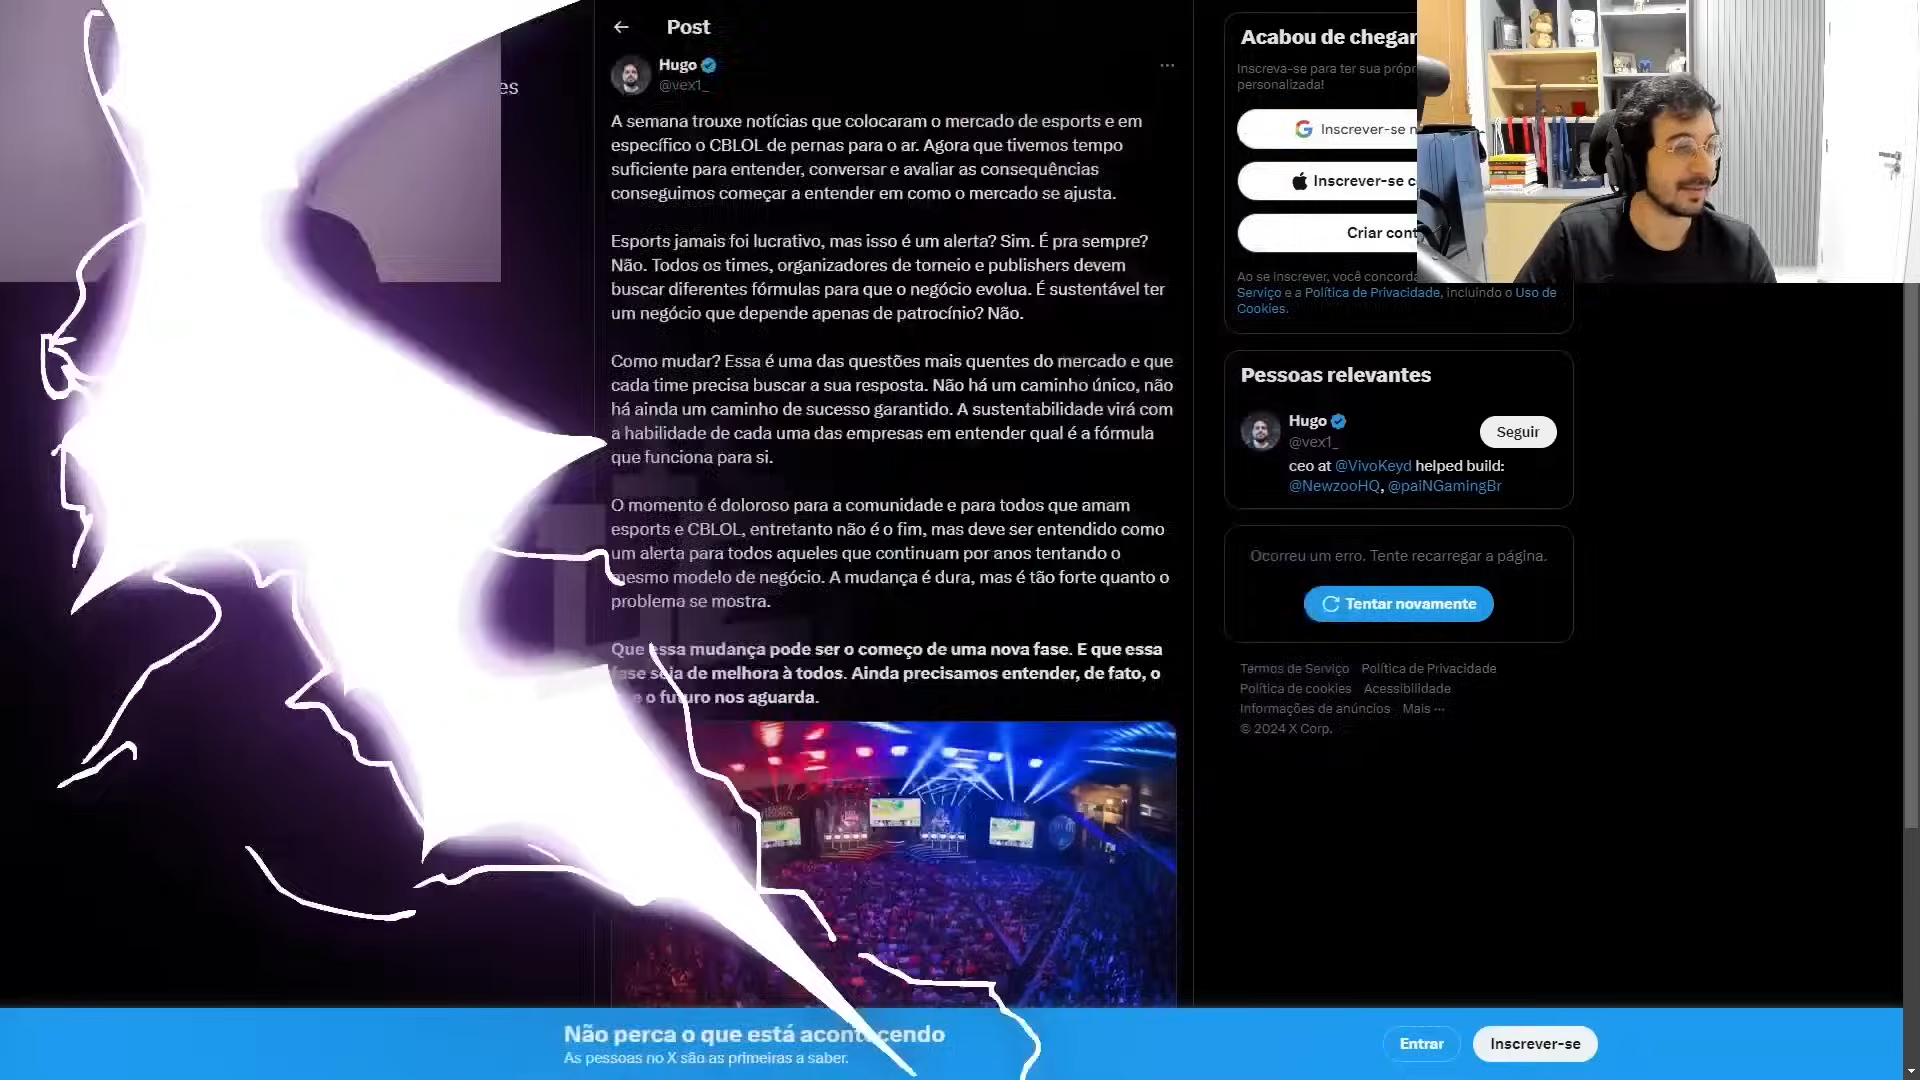 Post
Hugo
@vex1_
es
A semana trouxe notícias que colocaram o mercado de esports e em
específico o CBLOL de pernas para o ar. Agora que tivemos tempo
suficiente para entender, conversar e avaliar as consequências
conseguimos começar a entender em como o mercado se ajusta.
Esports jamais foi lucrativo, mas isso é um alerta? Sim. É pra sempre?
Não. Todos os times, organizadores de torneio e publishers devem
buscar diferentes fórmulas para que o negócio evolua. É sustentável ter
um negócio que depende apenas de patrocínio? Não.
Como mudar? Essa é uma das questões mais quentes do mercado e que
cada time precisa buscar a sua resposta. Não há um caminho único, não
há ainda um caminho de sucesso garantido. A sustentabilidade virá com
a habilidade de cada uma das empresas em entender qual é a fórmula
que funciona para si.
O momento é doloroso para a comunidade e para todos que amam
esports e CBLOL, entretanto não é o fim, mas deve ser entendido como
um alerta para todos aqueles que continuam por anos tentando o
mesmo modelo de negócio. A mudança é dura, mas é tão forte quanto o
problema se mostra.
Que essa mudança pode ser o começo de uma nova fase. E que essa
fase seja de melhora à todos. Ainda precisamos entender, de fato, o
o futuro nos aguarda.
Acabou de chegar
Inscreva-se para ter sua própr
personalizada!
Inscrever-se n
Inscrever-se c
Criar cont
Ao se inscrever, você concorda
Serviço e a Política de Privacidade, incluindo o Uso de
Cookies.
Pessoas relevantes
Hugo
@vex1_
Seguir
ceo at @VivoKeyd helped build:
@NewzooHQ, @paiNGamingBr
Ocorreu um erro. Tente recarregar a página.
Tentar novamente
Termos de Serviço Política de Privacidade
Política de cookies Acessibilidade
Informações de anúncios Mais ···
© 2024 X Corp.
Não perca o que está acontecendo
As pessoas no X são as primeiras a saber.
Entrar
Inscrever-se